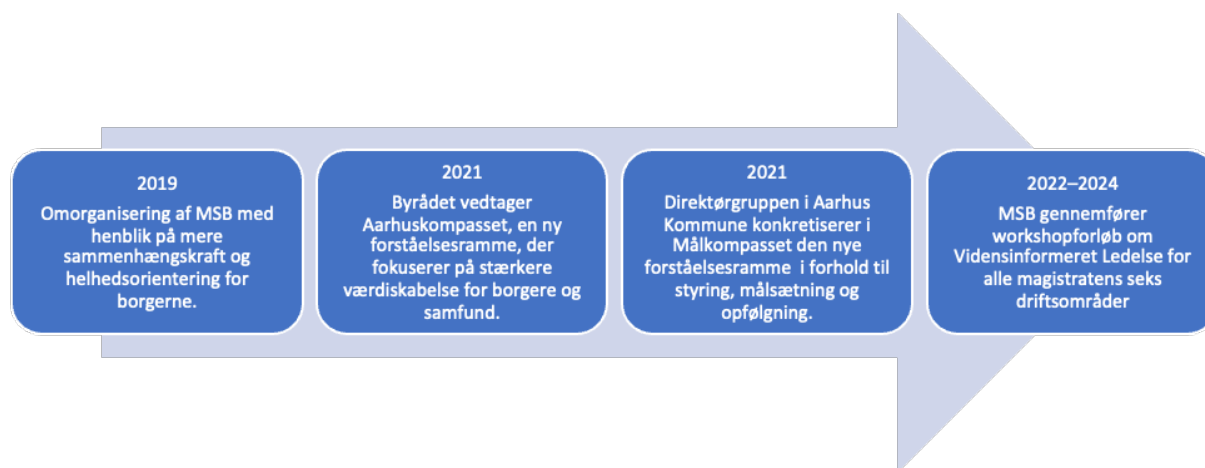 2019
Omorganisering af MSB med
henblik på mere
sammenhængskraft og
helhedsorientering for
borgerne.
2021
Byrådet vedtager
Aarhuskompasset, en ny
forståelsesramme, der
fokuserer på stærkere
værdiskabelse for borgere og
samfund.
2021
Direktørgruppen i Aarhus
Kommune konkretiserer i
Målkompasset den nye
forståelsesramme i forhold til
styring, målsætning og
opfølgning.
2022–2024
MSB gennemfører
workshopforløb om
Vidensinformeret Ledelse for
alle magistratens seks
driftsområder